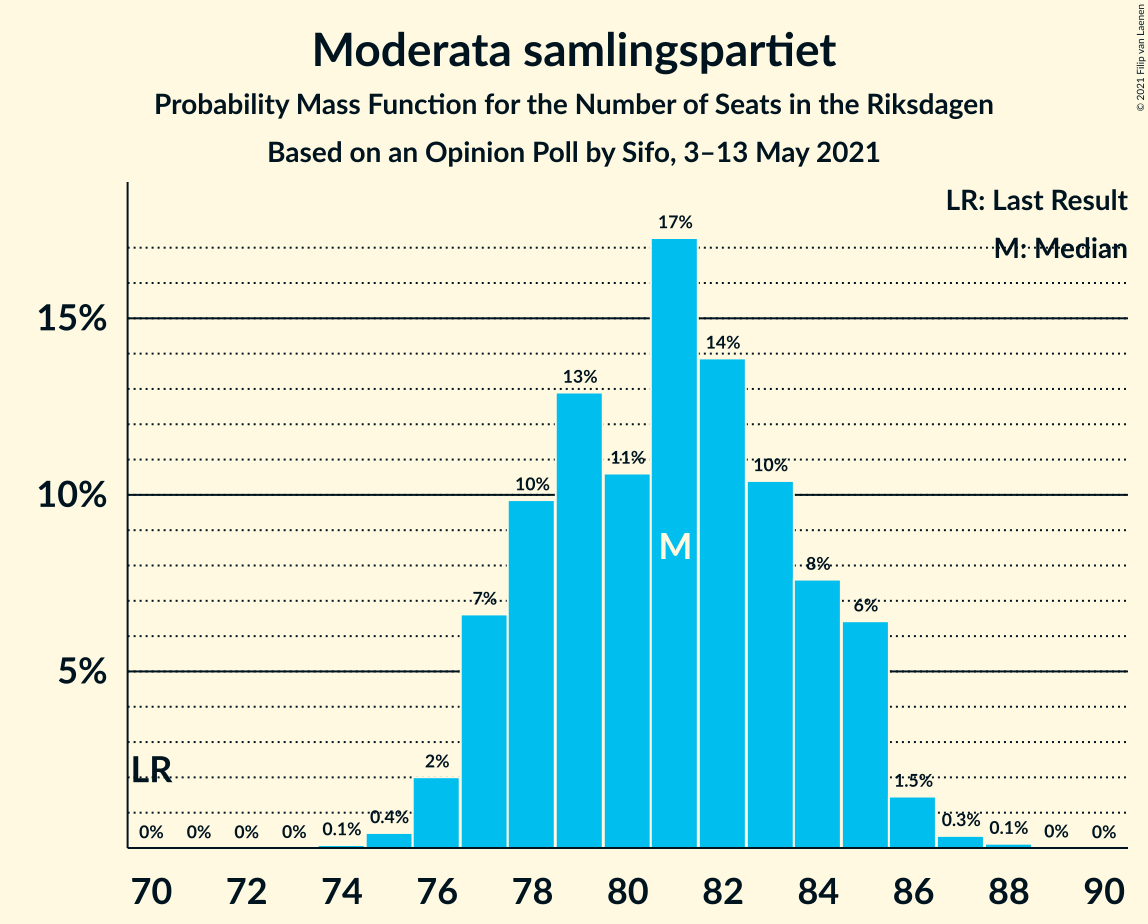 Moderata samlingspartiet
Probability Mass Function for the Number of Seats in the Riksdagen
Based on an Opinion Poll by Sifo, 3–13 May 2021
© 2021 Filip van Laenen
LR: Last Result
M: Median
15%
10%
5%
LR
M
0%
0%
0%
0%
0.1%
0.4%
2%
7%
10%
13%
11%
17%
14%
10%
8%
6%
1.5%
0.3%
0.1%
0%
0%
70 72 74 76 78 80 82 84 86 88 90